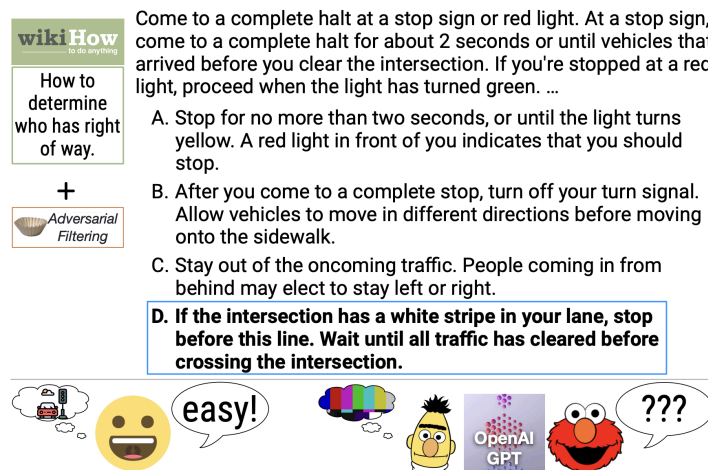 Come to a complete halt at a stop sign or red light. At a stop sign,
come to a complete halt for about 2 seconds or until vehicles that
arrived before you clear the intersection. If you're stopped at a red
light, proceed when the light has turned green. ...
wikiHow
to do anything
How to
determine
who has right
of way.
+
Adversarial
Filtering
A. Stop for no more than two seconds, or until the light turns
yellow. A red light in front of you indicates that you should
stop.
B. After you come to a complete stop, turn off your turn signal.
Allow vehicles to move in different directions before moving
onto the sidewalk.
C. Stay out of the oncoming traffic. People coming in from
behind may elect to stay left or right.
D. If the intersection has a white stripe in your lane, stop
before this line. Wait until all traffic has cleared before
crossing the intersection.
easy!
OpenAI
GPT
???